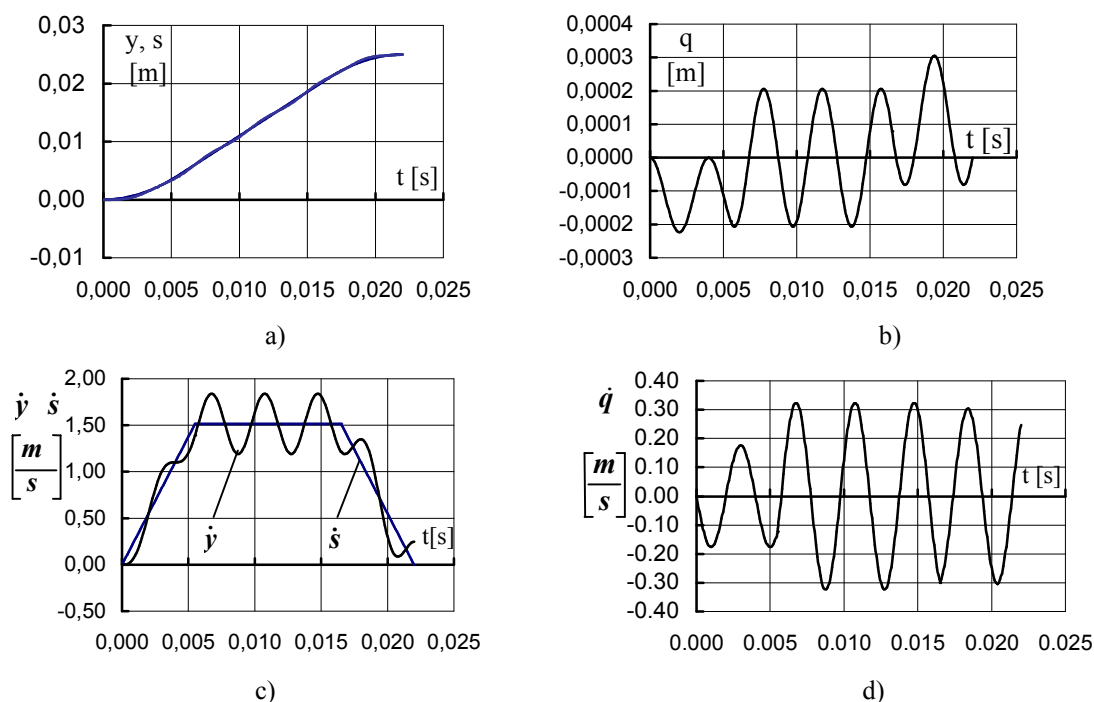 0,03
y, s
[m]
0,02
0,01
t [s]
0,00
-0,01
0,000 0,005 0,010 0,015 0,020 0,025
a)
0,0004
q
0,0003
[m]
0,0002
0,0001
t [s]
0,0000
-0,0001
-0,0002
-0,0003
0,000 0,005 0,010 0,015 0,020 0,025
b)
2,00
ẏ ṡ
[m/s]
1,50
1,00
0,50
ẏ ṡ t[s]
0,00
-0,50
0,000 0,005 0,010 0,015 0,020 0,025
c)
0.40
q̇
0.30
0.20
[m/s]
0.10
t [s]
0.00
-0.10
-0.20
-0.30
-0.40
0.000 0.005 0.010 0.015 0.020 0.025
d)